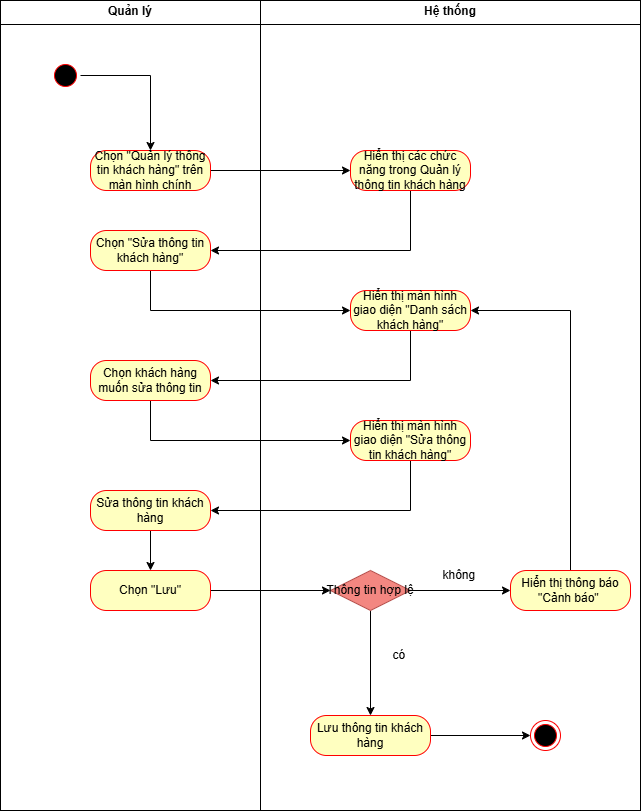 Quản lý
Hệ thống
Chọn "Quản lý thông
tin khách hàng" trên
màn hình chính
Hiển thị các chức
năng trong Quản lý
thông tin khách hàng
Chọn "Sửa thông tin
khách hàng"
Hiển thị màn hình
giao diện "Danh sách
khách hàng"
Chọn khách hàng
muốn sửa thông tin
Hiển thị màn hình
giao diện "Sửa thông
tin khách hàng"
Sửa thông tin khách
hàng
Chọn "Lưu"
Thông tin hợp lệ
không
Hiển thị thông báo
"Cảnh báo"
có
Lưu thông tin khách
hàng